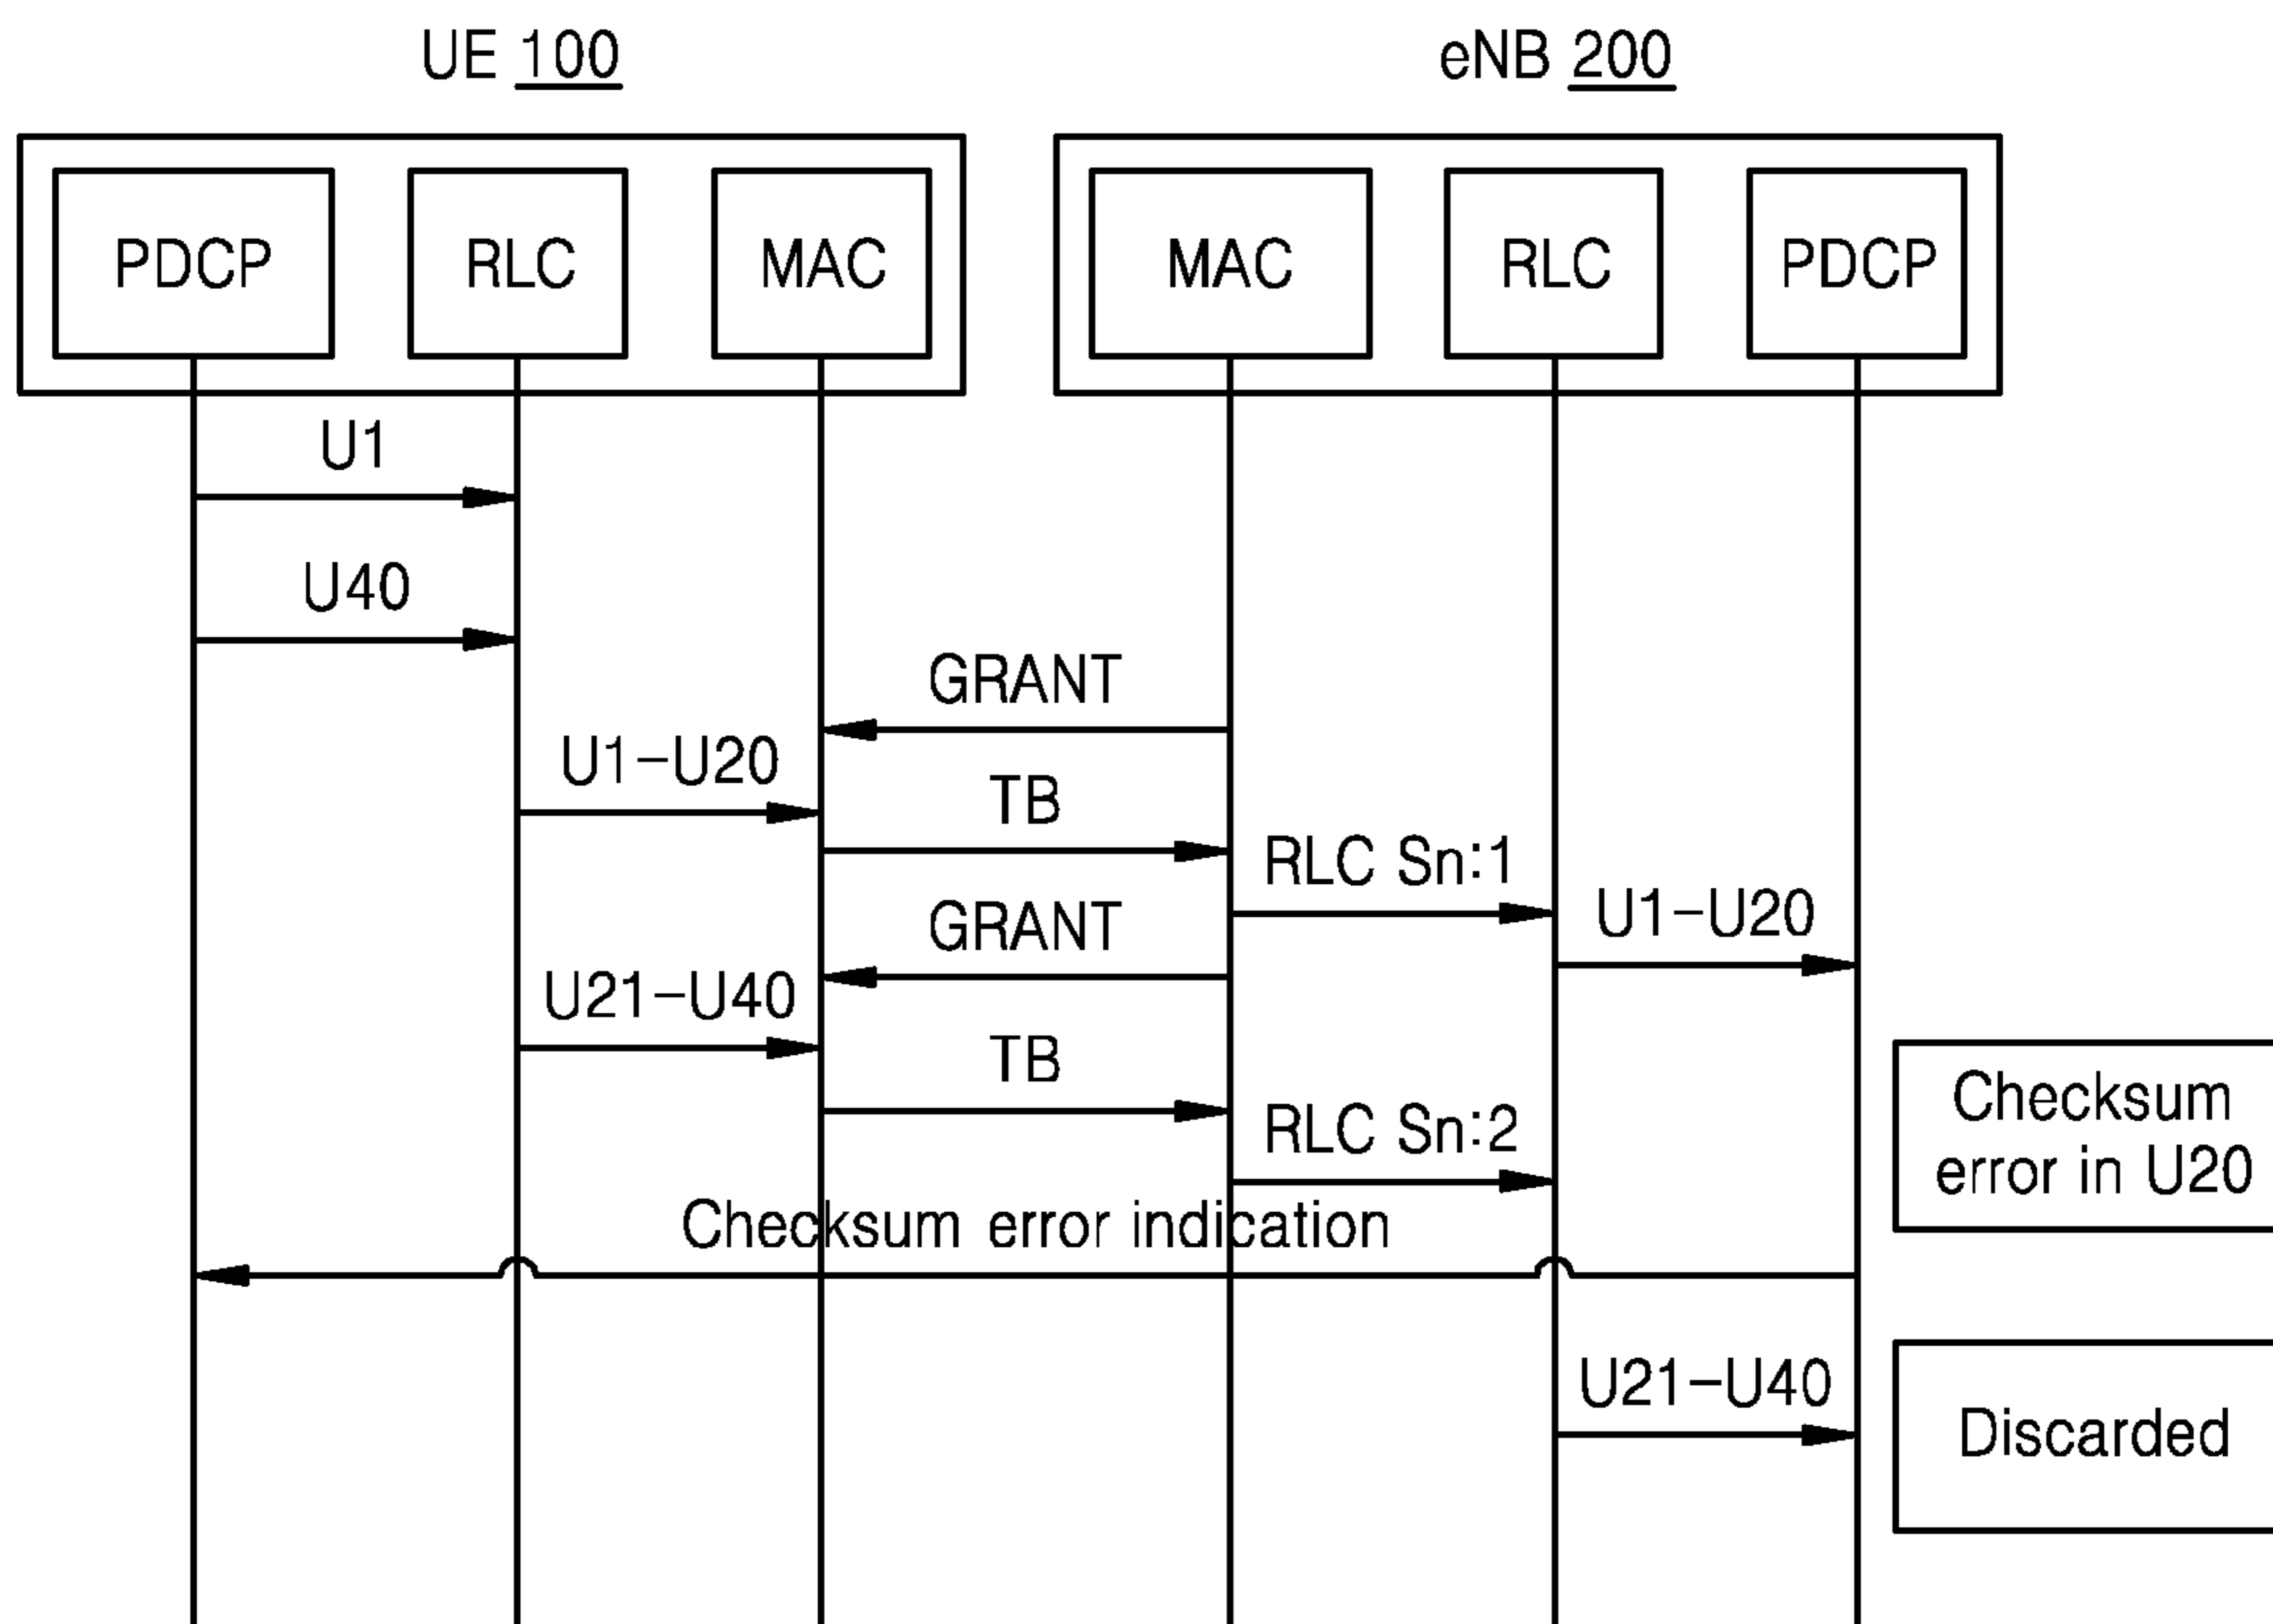 UE 100
eNB 200
PDCP
RLC
MAC
MAC
RLC
PDCP
U1
U40
GRANT
U1-U20
TB
RLC Sn:1
GRANT
U1-U20
U21-U40
TB
Checksum
error in U20
RLC Sn:2
Checksum error indication
U21-U40
Discarded